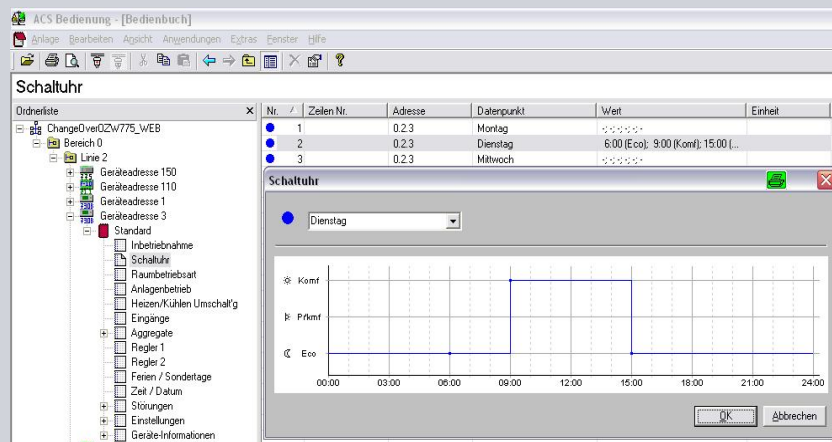 ACS Bedienung - [Bedienbuch]
Anlage Bearbeiten Ansicht Anwendungen Extras Fenster Hilfe
Schaltuhr
Ordnerliste
Nr. Zeilen Nr. Adresse Datenpunkt Wert Einheit
ChangeOverOZW775_WEB
1 0.2.3 Montag -:-;-:-;-:-
Bereich 0
2 0.2.3 Dienstag 6:00 (Eco); 9:00 (Komf); 15:00 (...
Linie 2
3 0.2.3 Mittwoch -:-;-:-;-:-
Geräteadresse 150
Geräteadresse 110
Geräteadresse 1
Geräteadresse 3
Standard
Inbetriebnahme
Schaltuhr
Raumbetriebsart
Anlagenbetrieb
Heizen/Kühlen Umschalt'g
Eingänge
Aggregate
Regler 1
Regler 2
Ferien / Sondertage
Zeit / Datum
Störungen
Einstellungen
Geräte-Informationen
Schaltuhr
Dienstag
Komf
Prkmf
Eco
00:00 03:00 06:00 09:00 12:00 15:00 18:00 21:00 24:00
OK Abbrechen